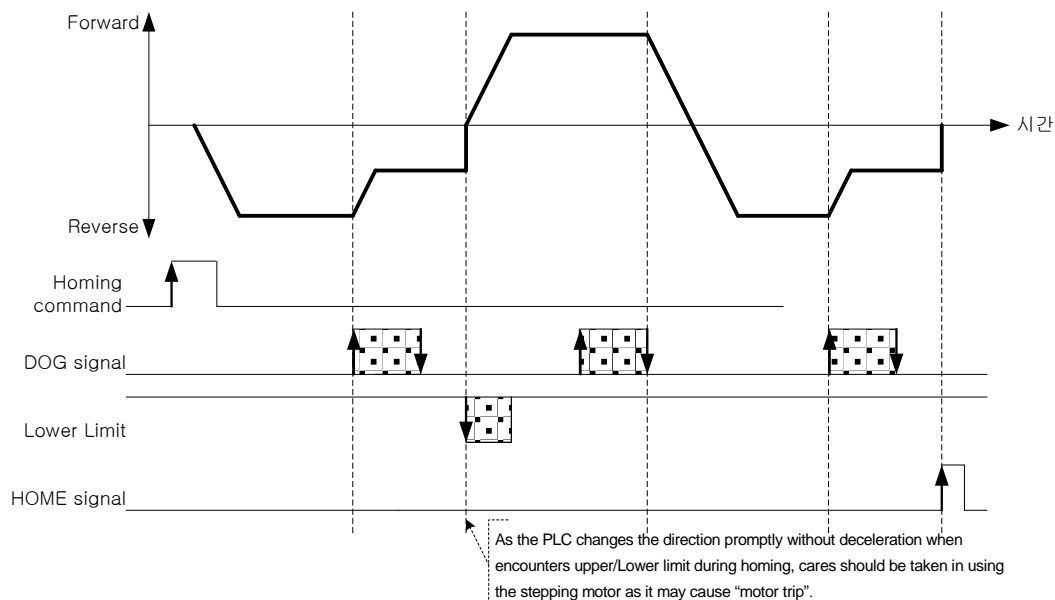 Forward
시간
Reverse
Homing
command
DOG signal
Lower Limit
HOME signal
As the PLC changes the direction promptly without deceleration when
encounters upper/Lower limit during homing, cares should be taken in using
the stepping motor as it may cause “motor trip”.